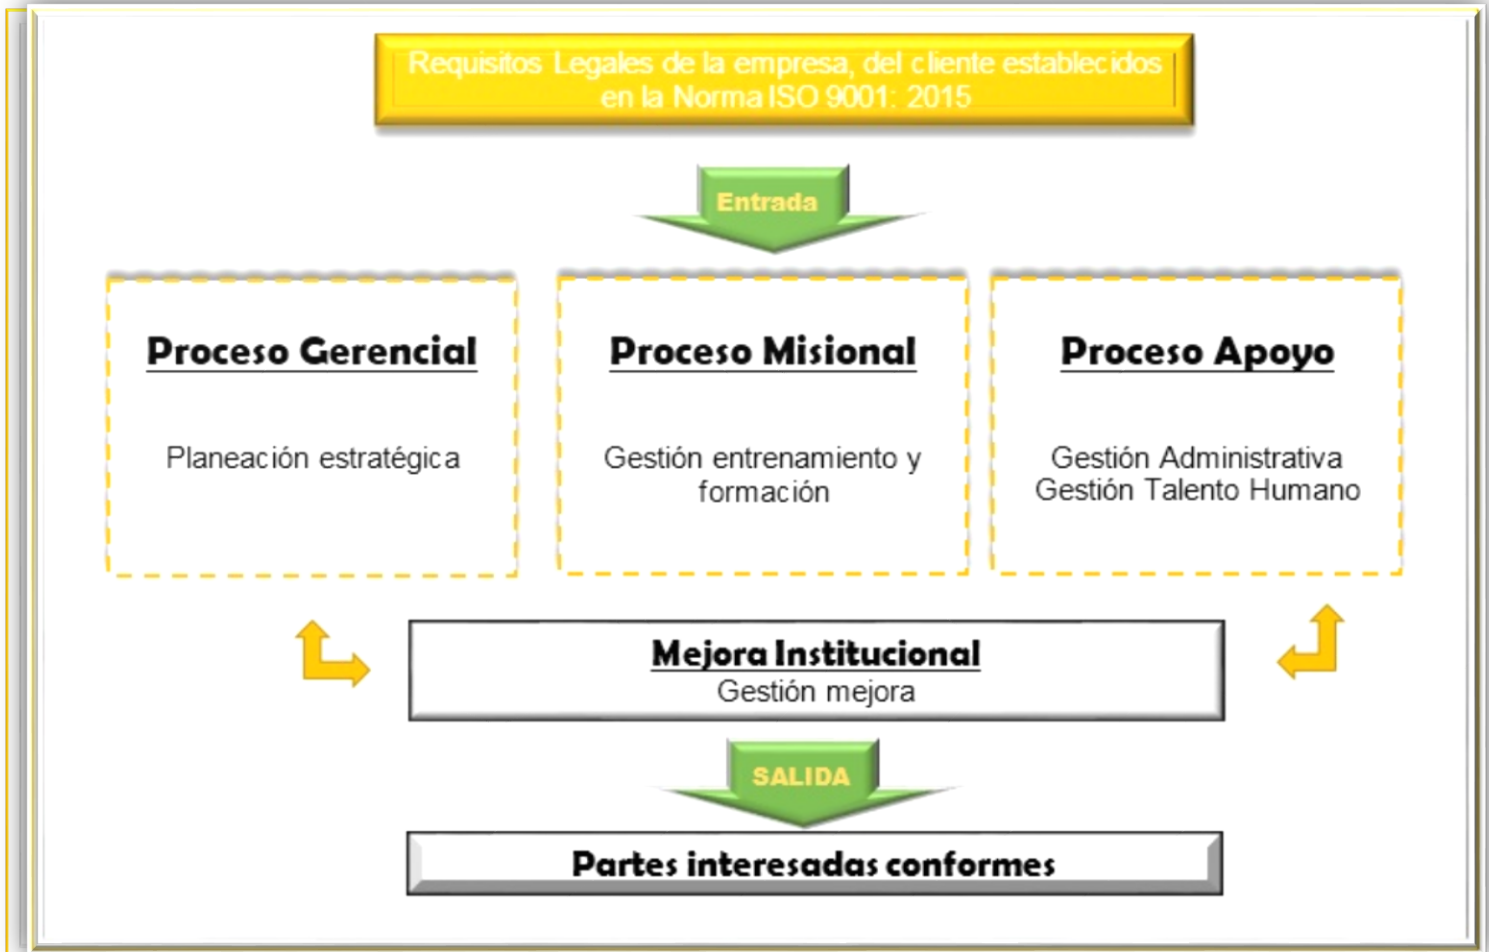 Requisitos Legales de la empresa, del cliente establecidos
en la Norma ISO 9001: 2015
Entrada
Proceso Gerencial
Planeación estratégica
Proceso Misional
Gestión entrenamiento y
formación
Proceso Apoyo
Gestión Administrativa
Gestión Talento Humano
Mejora Institucional
Gestión mejora
SALIDA
Partes interesadas conformes